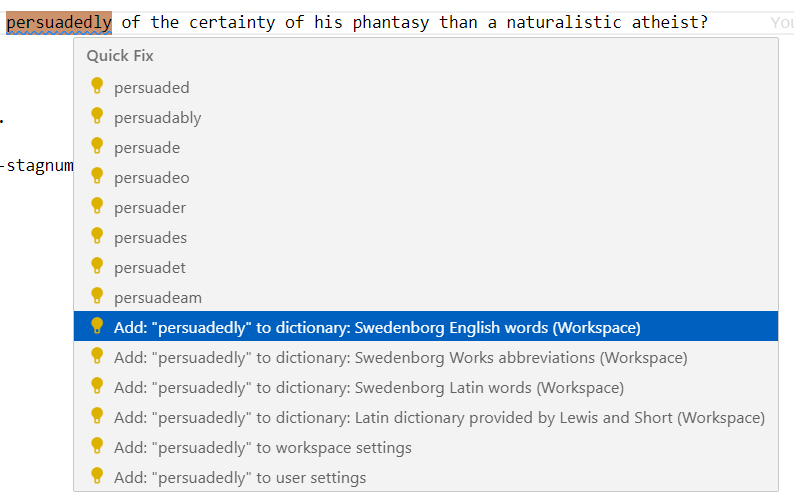 persuadedly of the certainty of his phantasy than a naturalistic atheist? You
Quick Fix
persuaded
persuadably
.
persuade
-stagnum
persuadeo
persuader
persuades
persuadet
persuadeam
Add: "persuadedly" to dictionary: Swedenborg English words (Workspace)
Add: "persuadedly" to dictionary: Swedenborg Works abbreviations (Workspace)
Add: "persuadedly" to dictionary: Swedenborg Latin words (Workspace)
Add: "persuadedly" to dictionary: Latin dictionary provided by Lewis and Short (Workspace)
Add: "persuadedly" to workspace settings
Add: "persuadedly" to user settings